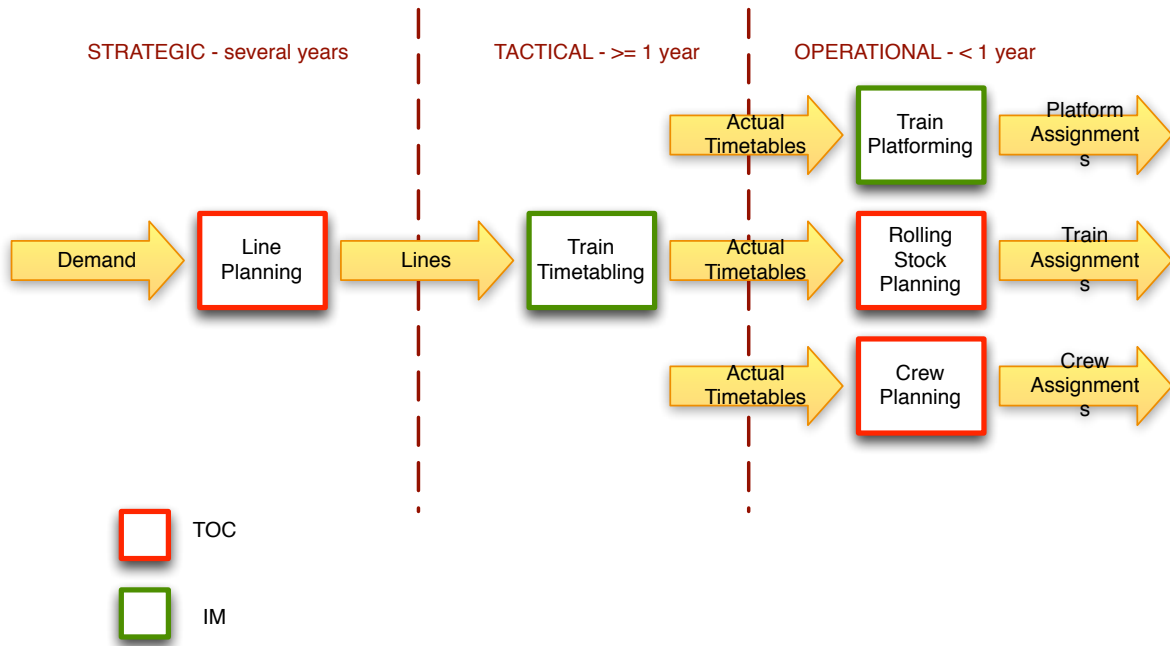 STRATEGIC - several years
TACTICAL - >= 1 year
OPERATIONAL - < 1 year
Actual
Timetables
Train
Platforming
Platform
Assignment
s
Demand
Line
Planning
Lines
Train
Timetabling
Actual
Timetables
Rolling
Stock
Planning
Train
Assignment
s
Actual
Timetables
Crew
Planning
Crew
Assignment
s
TOC
IM